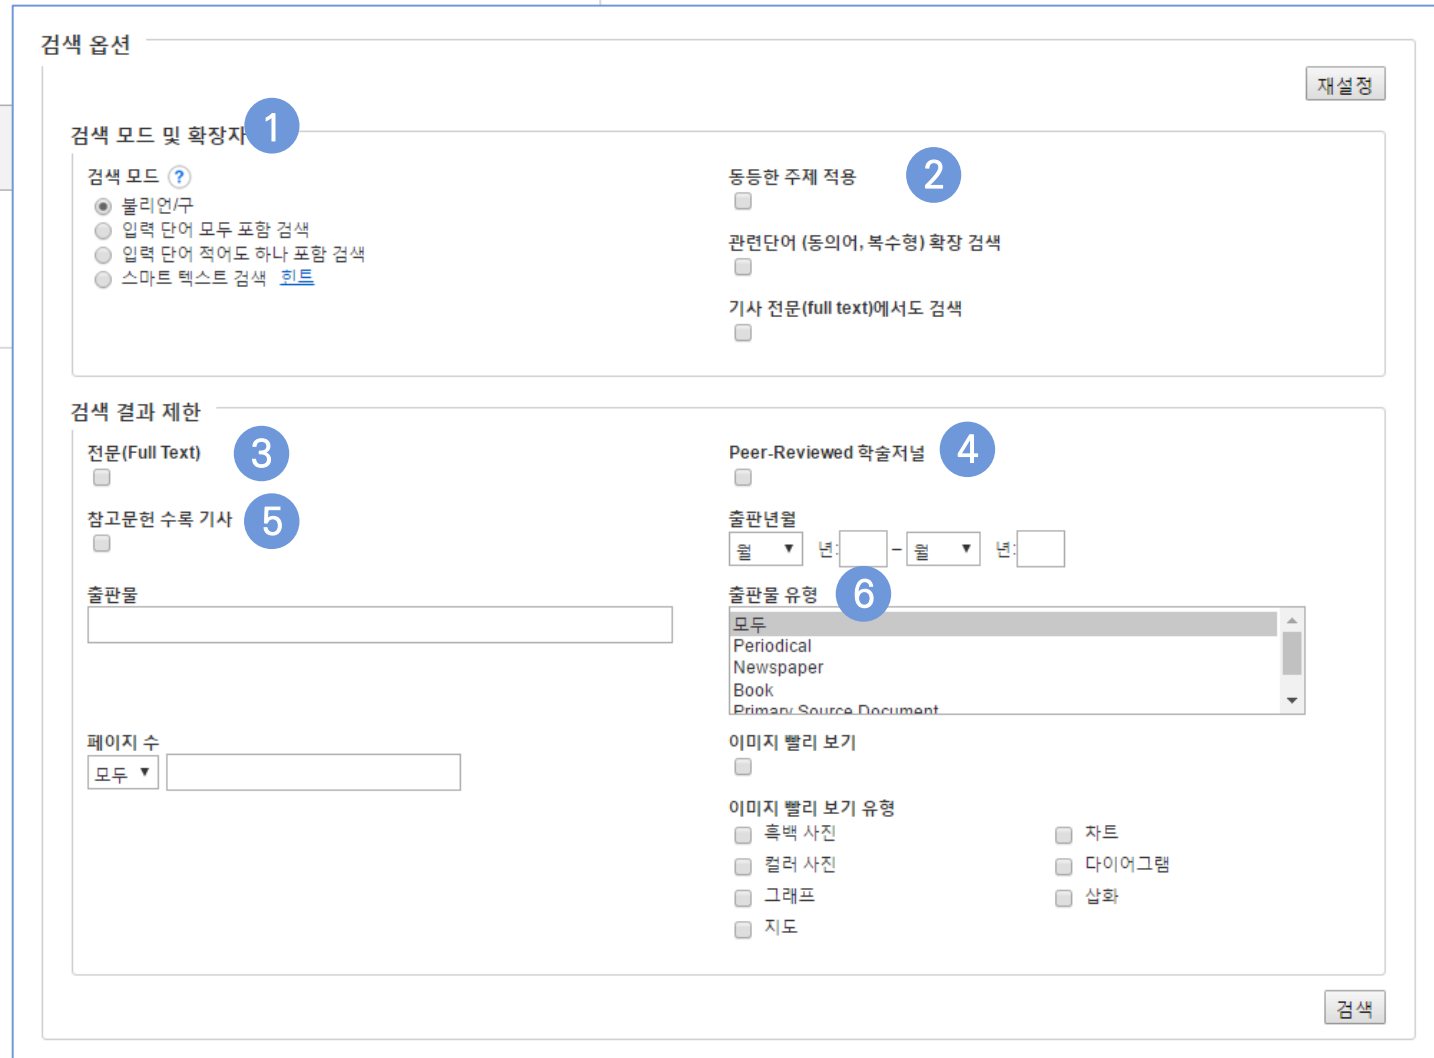 검색 옵션
재설정
검색 모드 및 확장자 1
검색 모드 ?
불리언/구
입력 단어 모두 포함 검색
입력 단어 적어도 하나 포함 검색
스마트 텍스트 검색 힌트
동등한 주제 적용 2
관련단어 (동의어, 복수형) 확장 검색
기사 전문(full text)에서도 검색
검색 결과 제한
전문(Full Text) 3
Peer-Reviewed 학술저널 4
참고문헌 수록 기사 5
출판년월
월 년: – 월 년:
출판물
출판물 유형 6
모두
Periodical
Newspaper
Book
Primary Source Document
페이지 수
모두
이미지 빨리 보기
이미지 빨리 보기 유형
흑백 사진 차트
컬러 사진 다이어그램
그래프 삽화
지도
검색